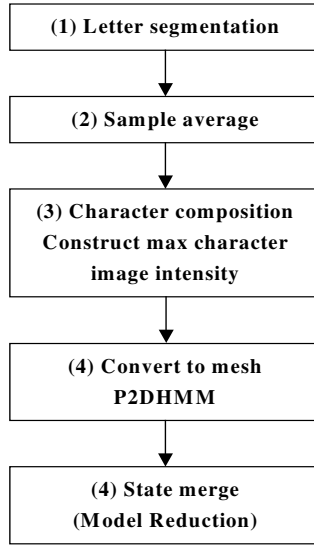 (1) Letter segmentation
(2) Sample average
(3) Character composition
Construct max character
image intensity
(4) Convert to mesh
P2DHMM
(4) State merge
(Model Reduction)